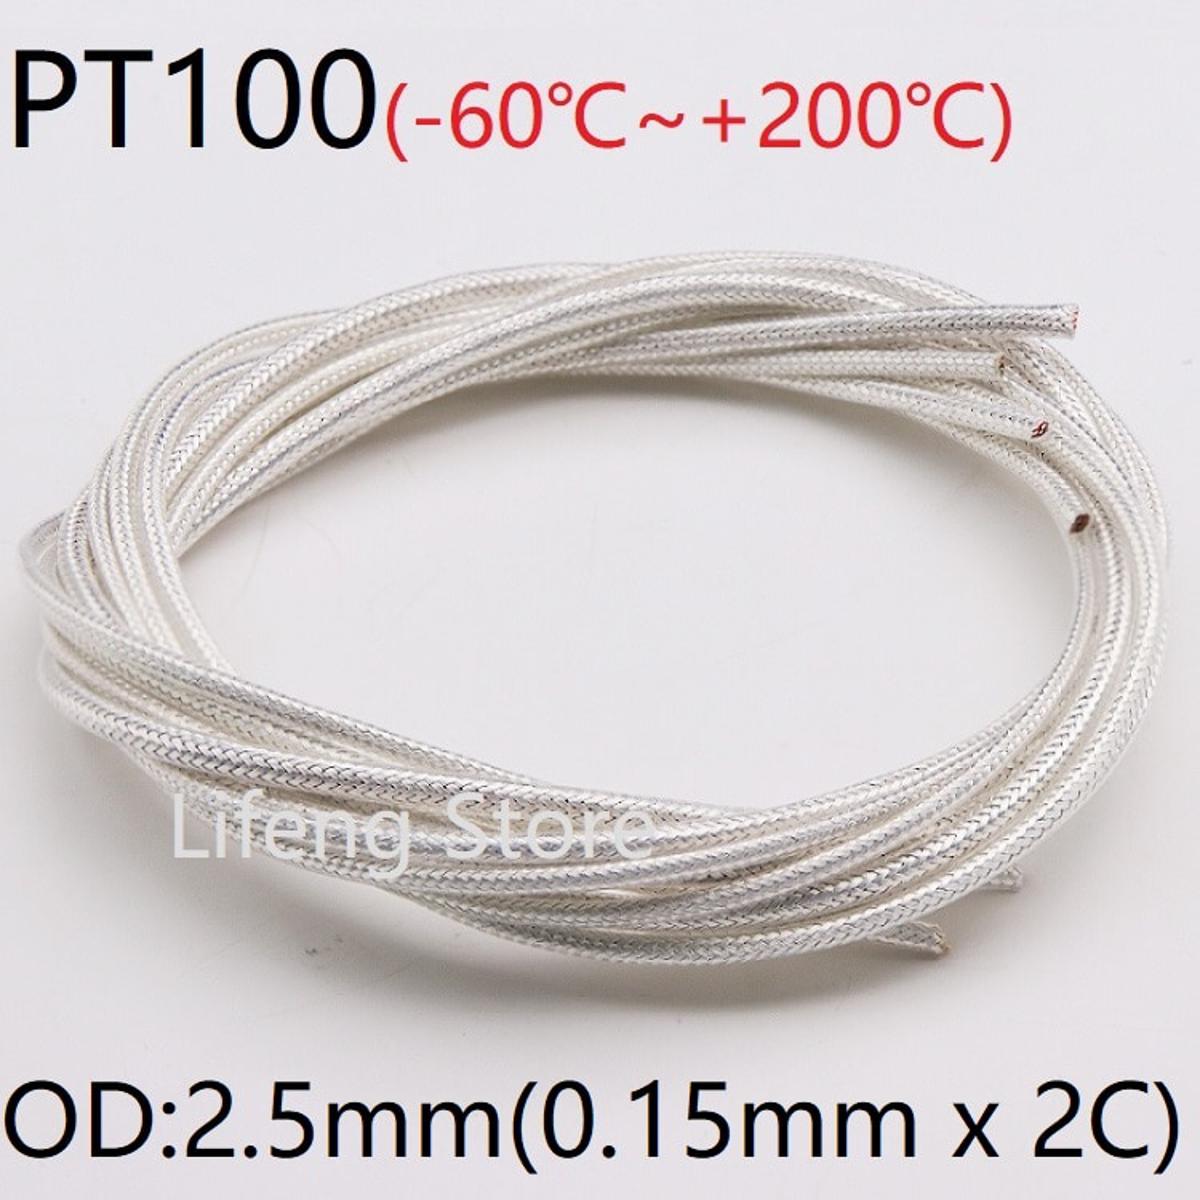 PT100(-60℃~+200℃)
Lifeng Store
OD:2.5mm(0.15mm x 2C)